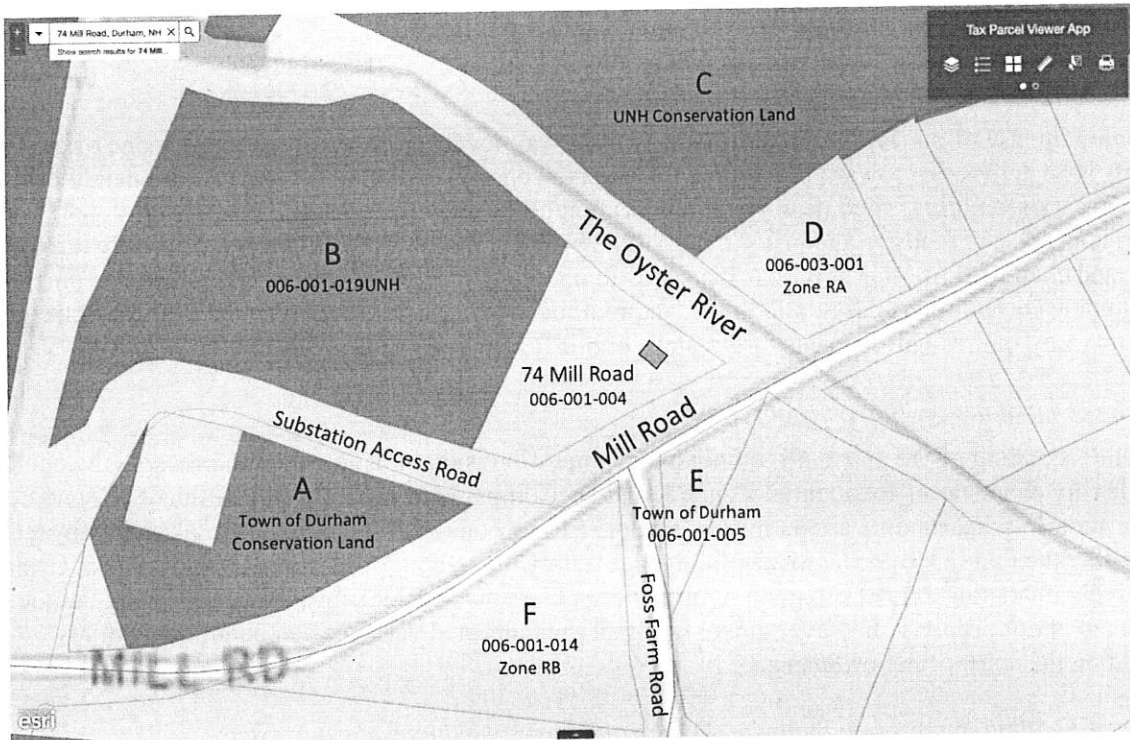 74 Mill Road, Durham, NH
Show search results for 74 Mill...
Tax Parcel Viewer App
C
UNH Conservation Land
B
006-001-019UNH
The Oyster River
D
006-003-001
Zone RA
74 Mill Road
006-001-004
Mill Road
Substation Access Road
A
Town of Durham
Conservation Land
E
Town of Durham
006-001-005
Foss Farm Road
F
006-001-014
Zone RB
MILL RD
esri